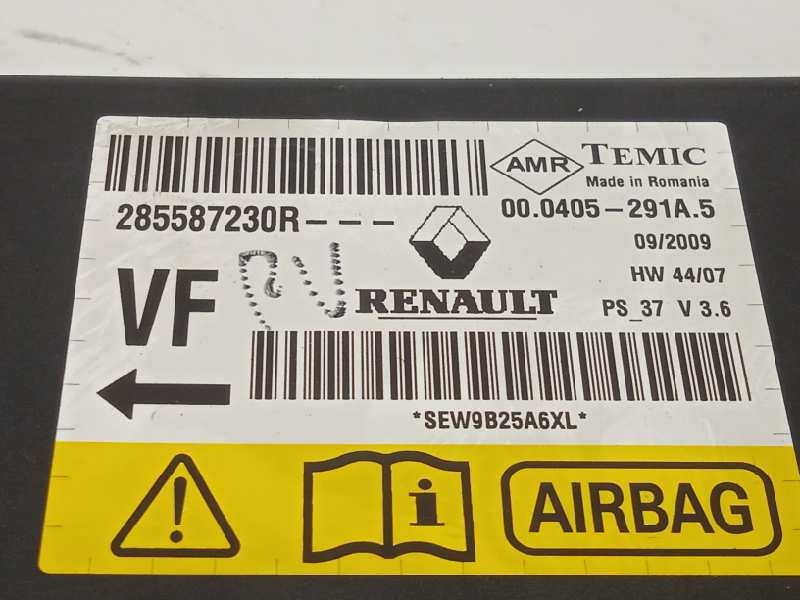 AMR TEMIC
Made in Romania
285587230R---
00.0405-291A.5
09/2009
VF
RENAULT
HW 44/07
PS_37 V 3.6
*SEW9B25A6XL*
AIRBAG